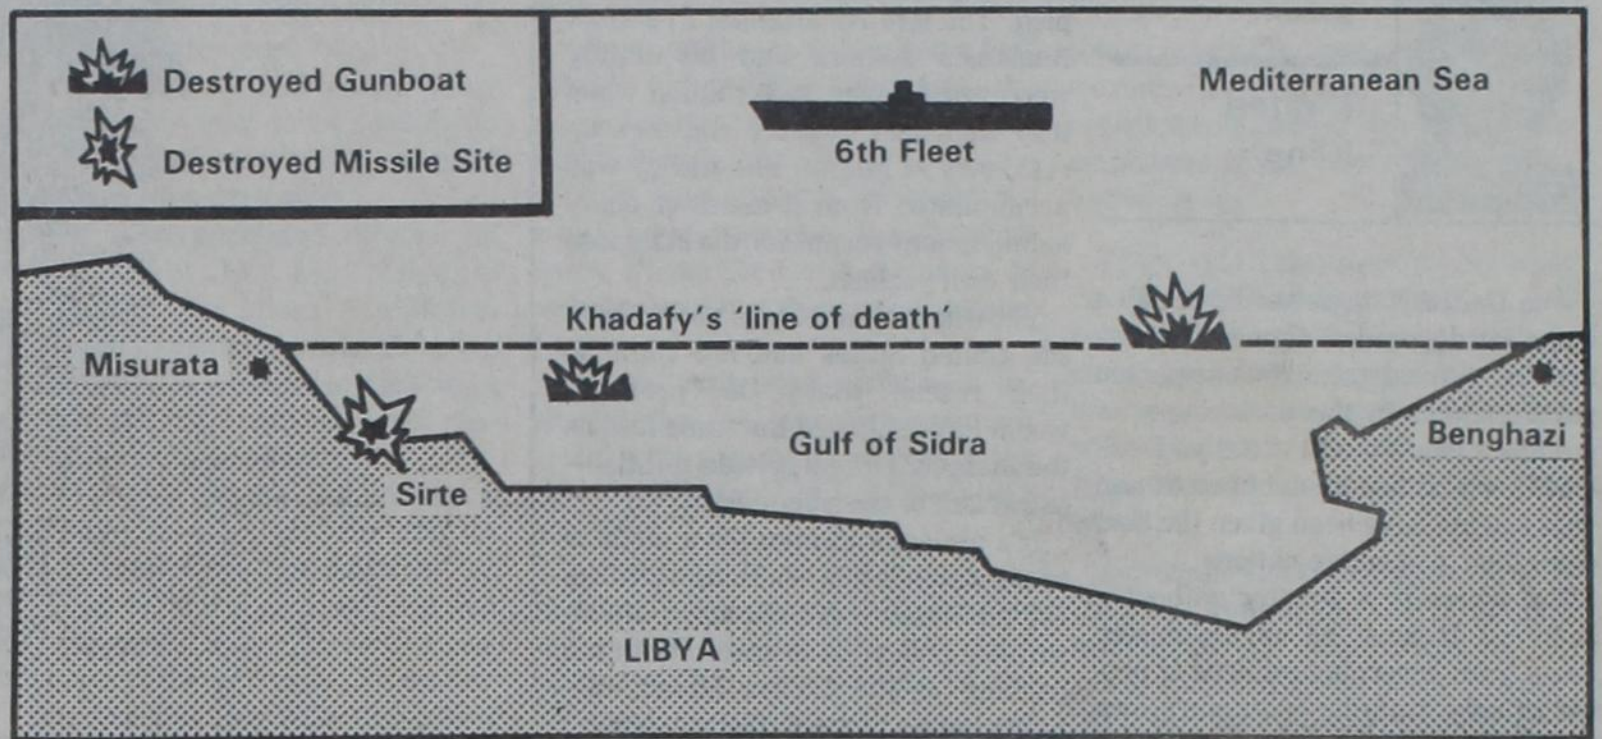 Destroyed Gunboat
Destroyed Missile Site
Mediterranean Sea
6th Fleet
Khadafy's 'line of death'
Misurata
Gulf of Sidra
Benghazi
Sirte
LIBYA